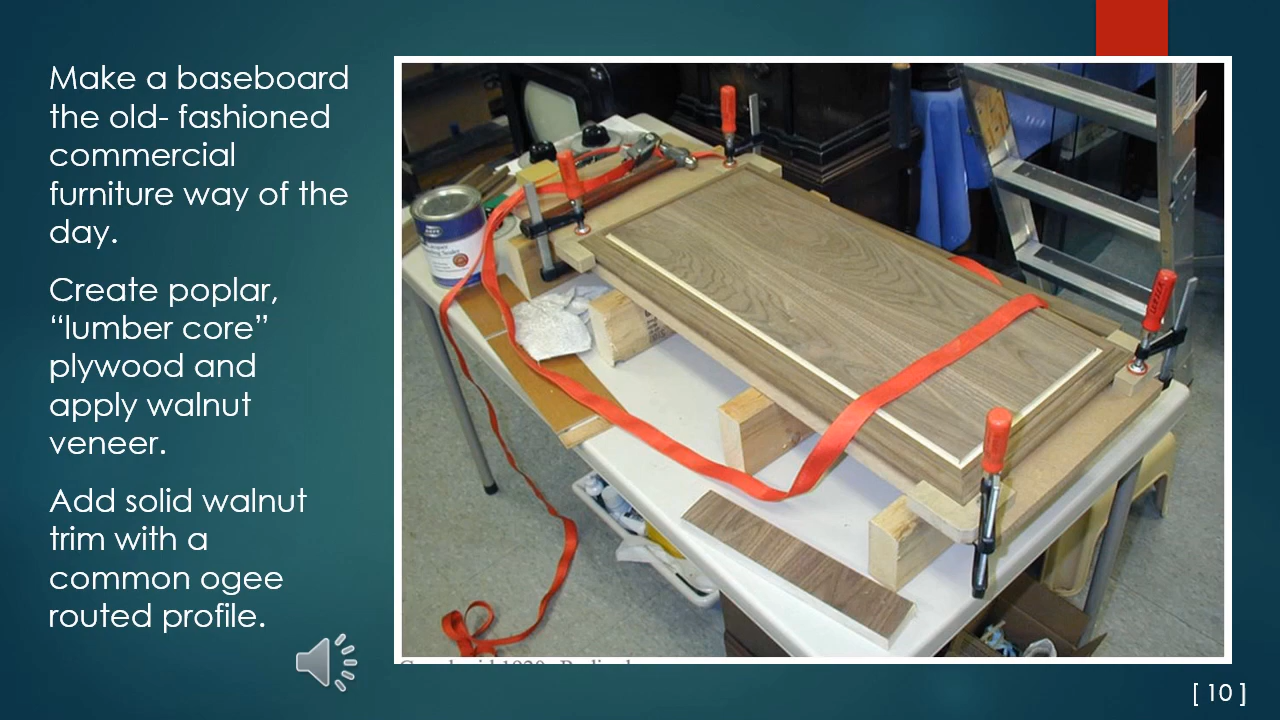 Make a baseboard
the old- fashioned
commercial
furniture way of the
day.
Create poplar,
“lumber core”
plywood and
apply walnut
veneer.
Add solid walnut
trim with a
common ogee
routed profile.
[ 10 ]